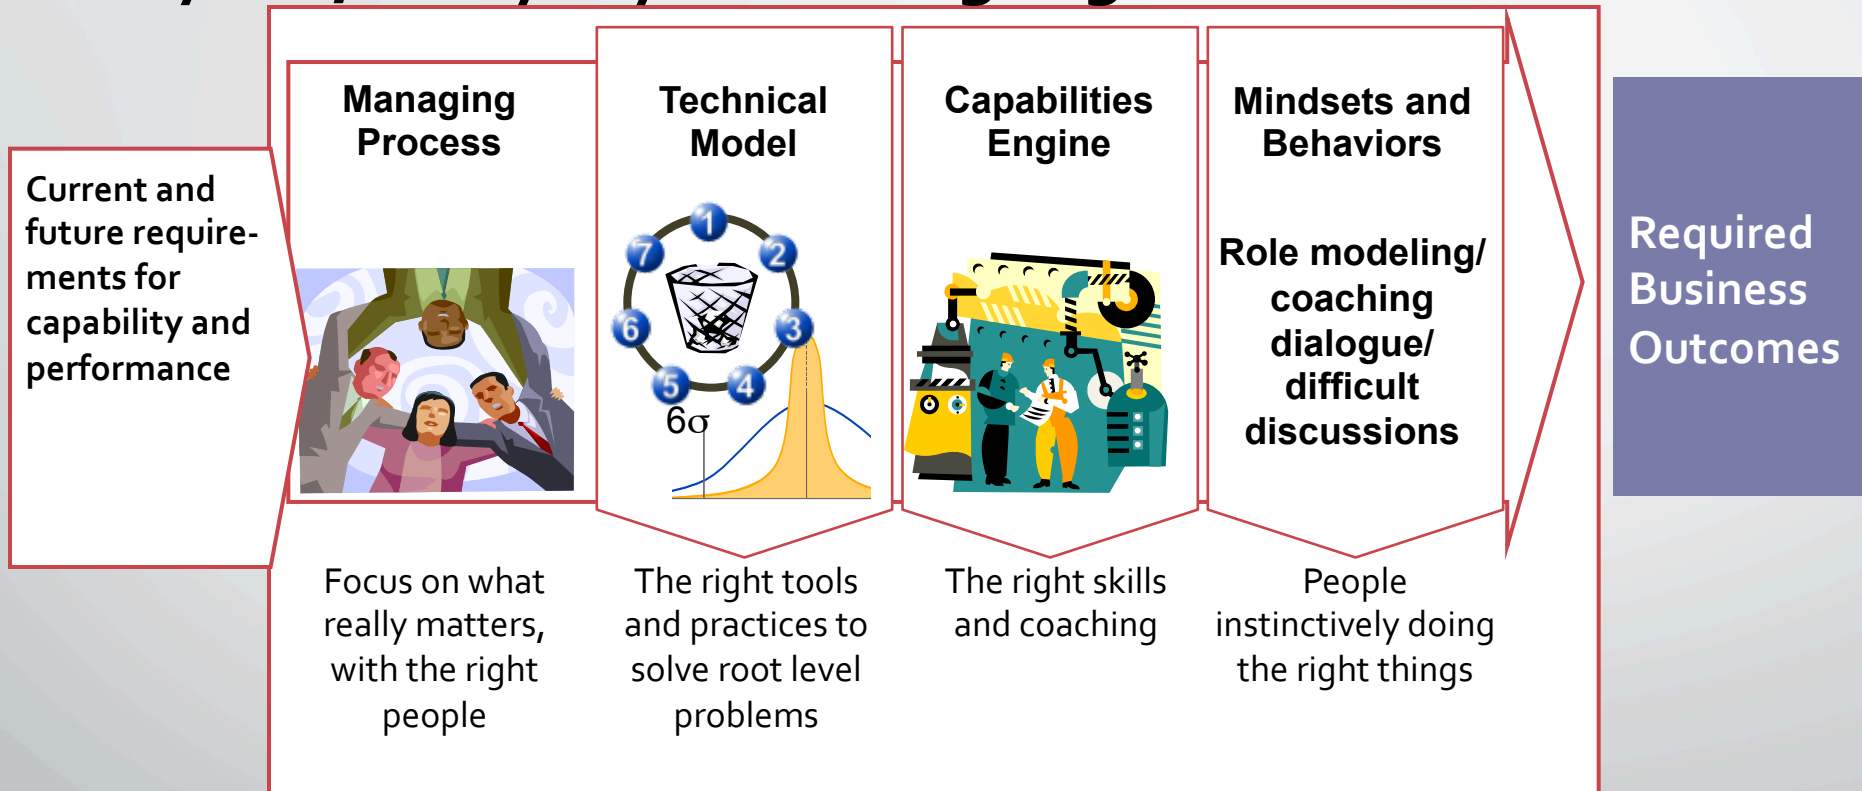 Current and
future require-
ments for
capability and
performance
Managing
Process
Technical
Model
1
2
3
4
5
6
7
6σ
Capabilities
Engine
Mindsets and
Behaviors
Role modeling/
coaching
dialogue/
difficult
discussions
Required
Business
Outcomes
Focus on what
really matters,
with the right
people
The right tools
and practices to
solve root level
problems
The right skills
and coaching
People
instinctively doing
the right things